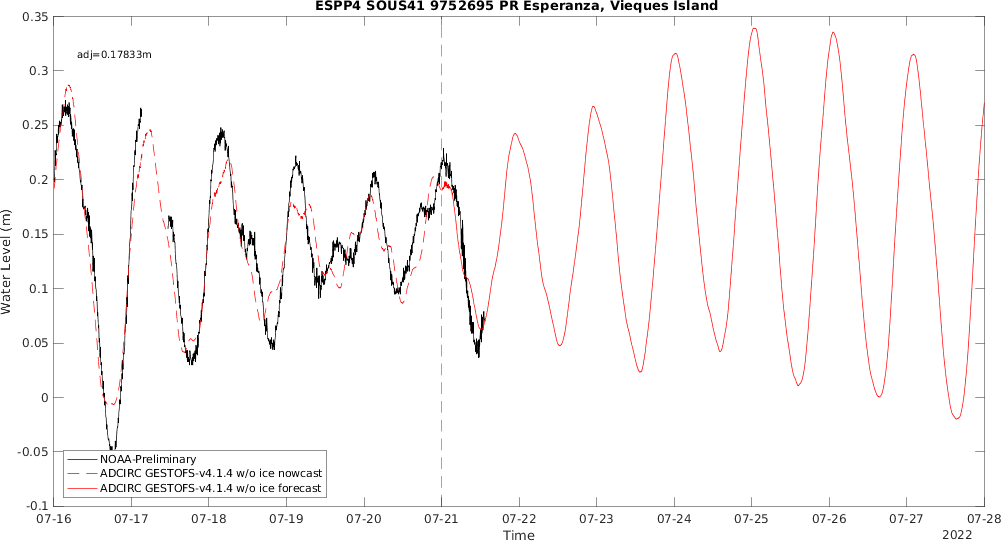 ESPP4 SOUS41 9752695 PR Esperanza, Vieques Island
adj=0.17833m
0.35
0.3
0.25
0.2
0.15
0.1
0.05
0
-0.05
-0.1
Water Level (m)
NOAA-Preliminary
ADCIRC GESTOFS-v4.1.4 w/o ice nowcast
ADCIRC GESTOFS-v4.1.4 w/o ice forecast
07-16 07-17 07-18 07-19 07-20 07-21 07-22 07-23 07-24 07-25 07-26 07-27 07-28
Time
2022